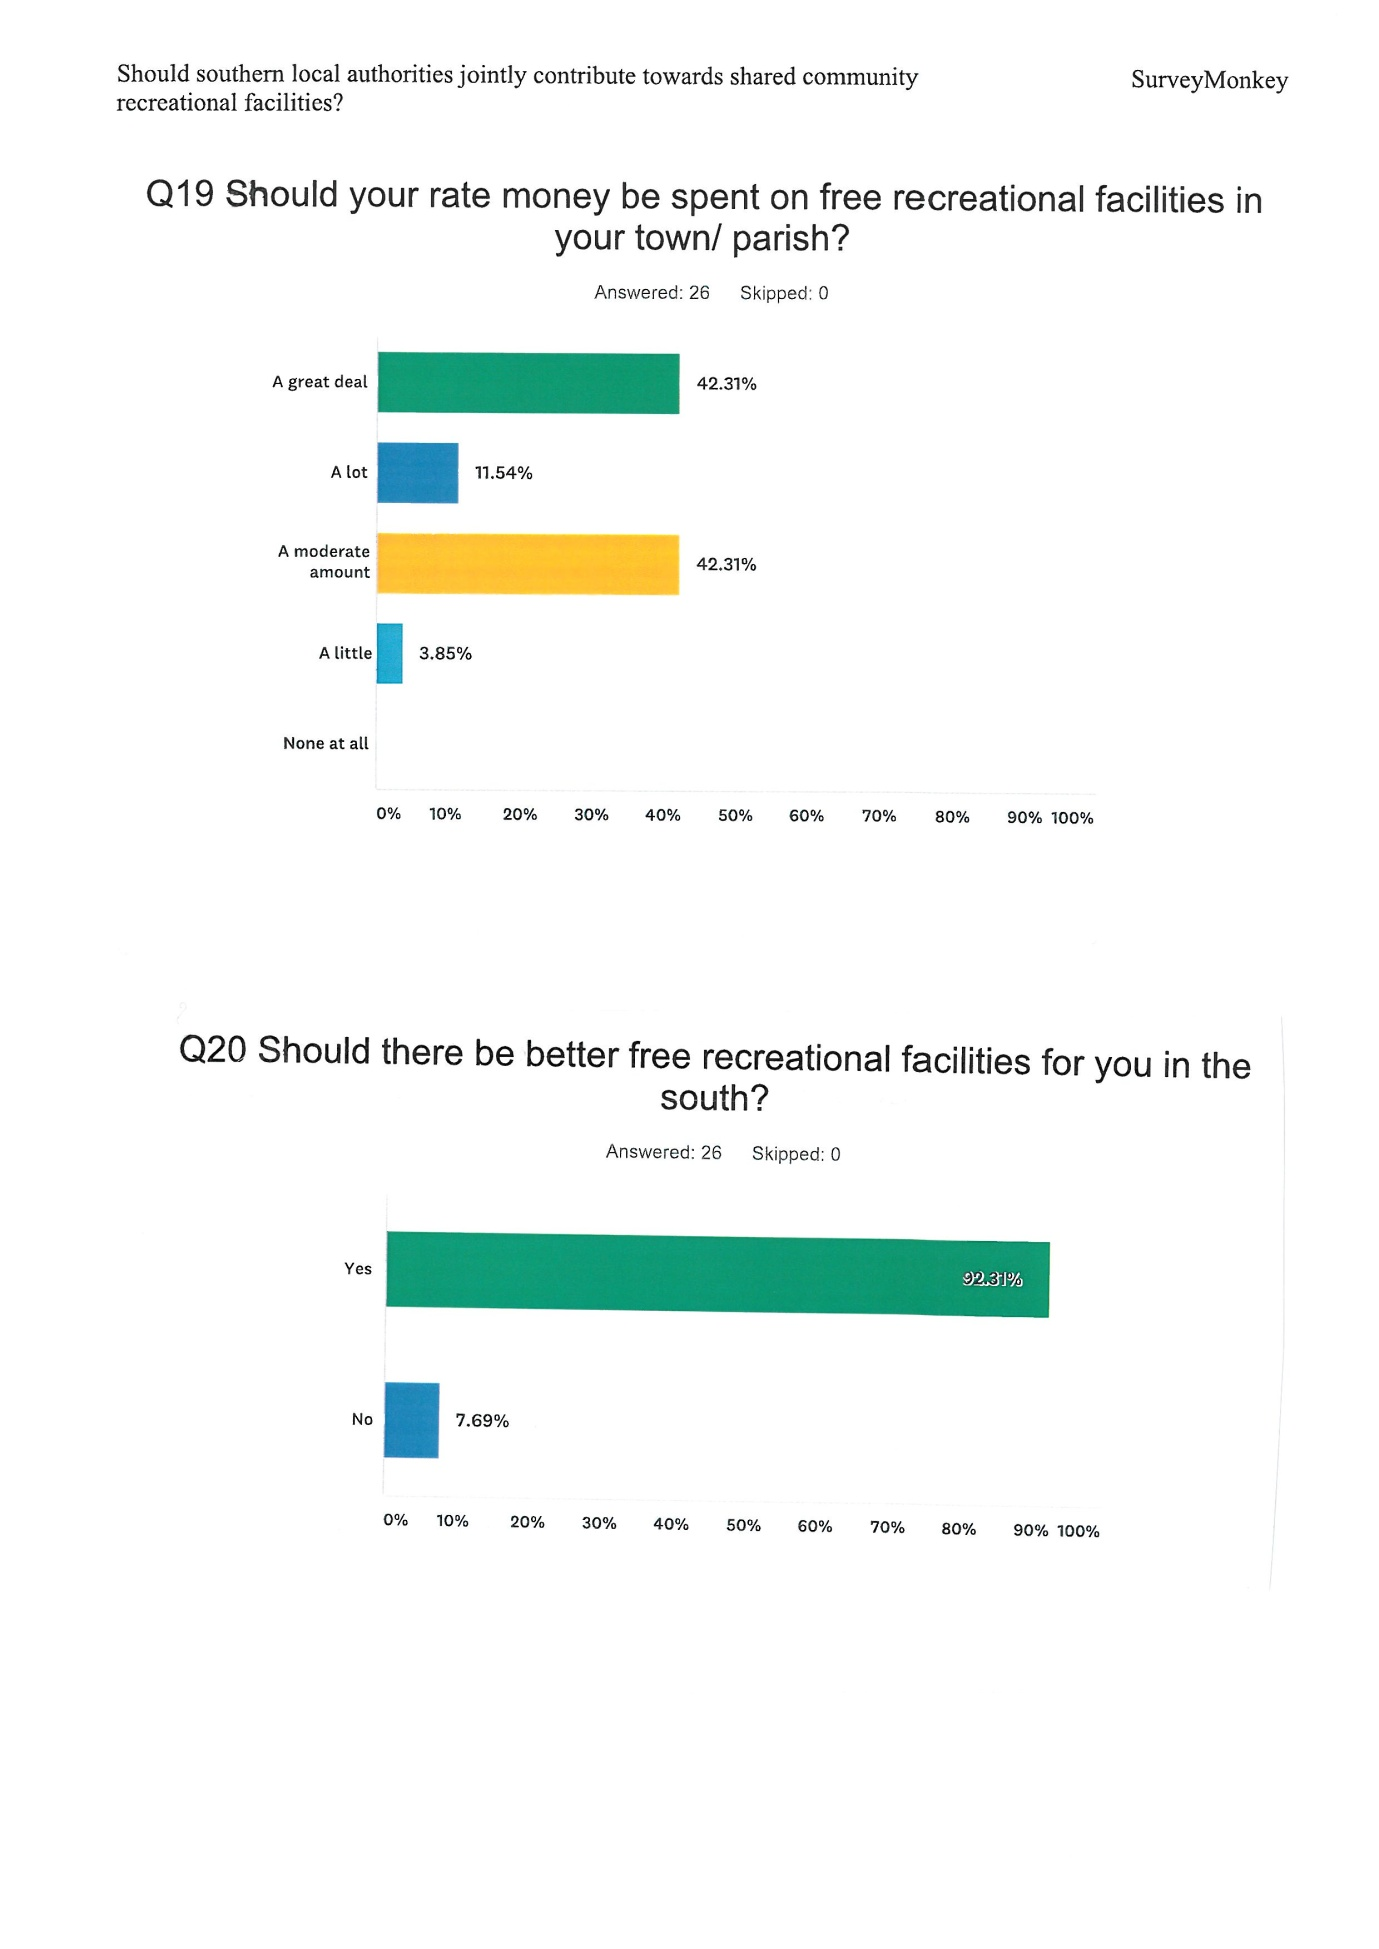 Should southern local authorities jointly contribute towards shared community
recreational facilities?
SurveyMonkey
Q19 Should your rate money be spent on free recreational facilities in
your town/ parish?
Answered: 26 Skipped: 0
A great deal
42.31%
A lot
11.54%
A moderate
amount
42.31%
A little
3.85%
None at all
0% 10% 20% 30% 40% 50% 60% 70% 80% 90% 100%
Q20 Should there be better free recreational facilities for you in the
south?
Answered: 26 Skipped: 0
Yes
92.31%
No
7.69%
0% 10% 20% 30% 40% 50% 60% 70% 80% 90% 100%